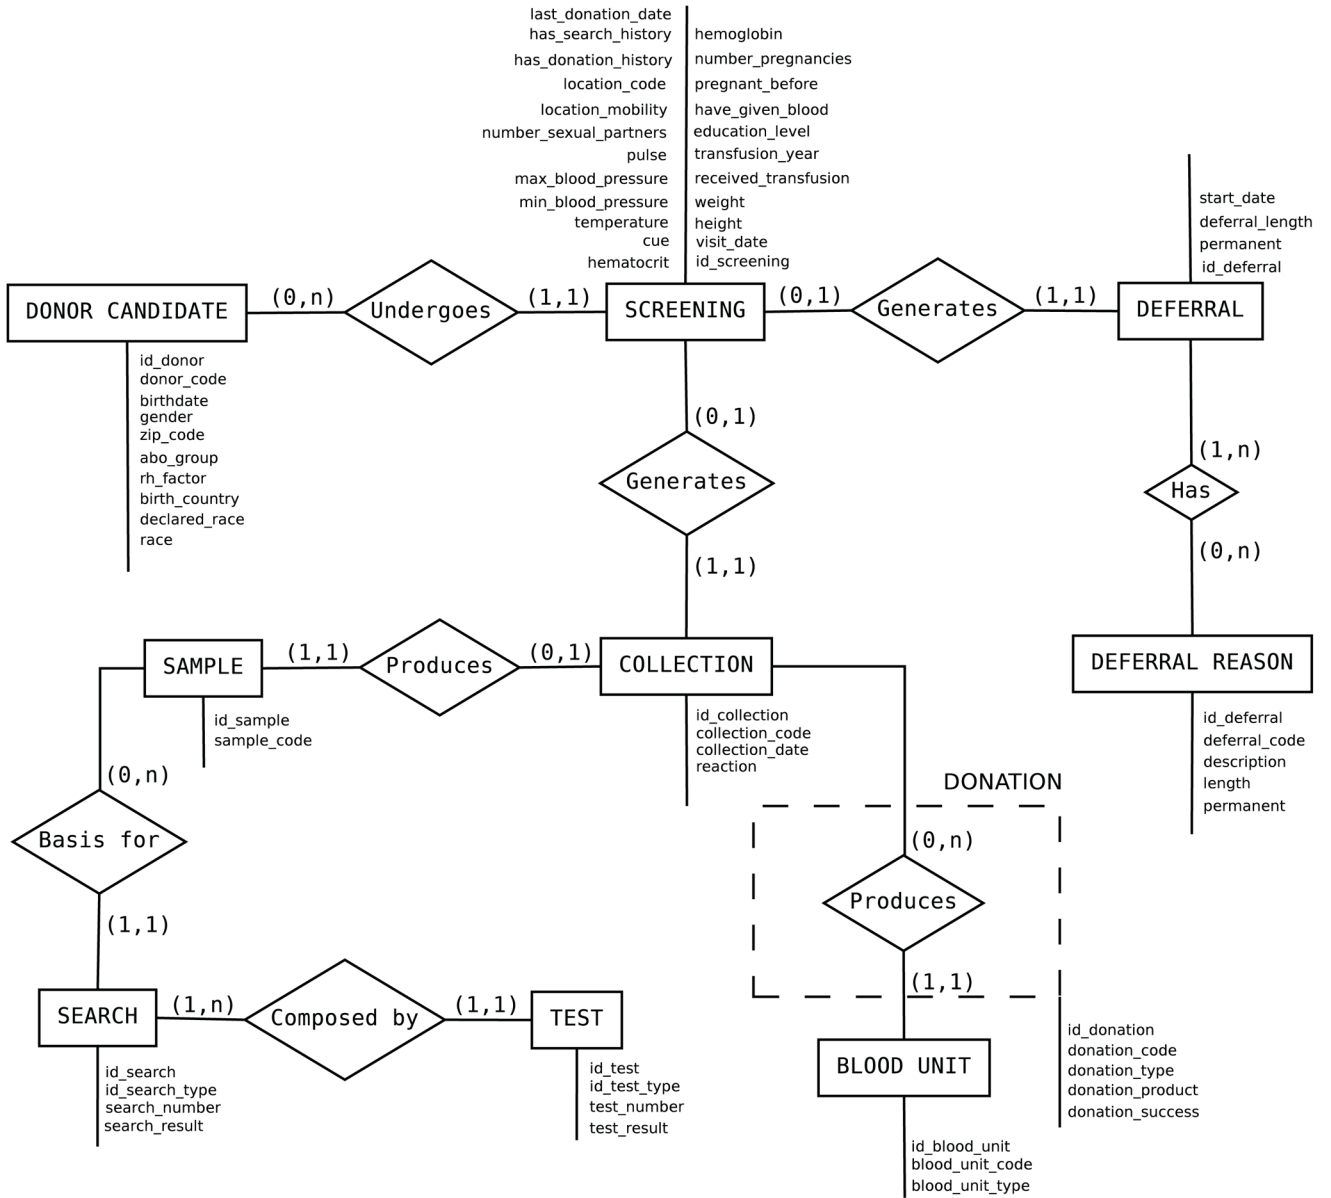 last_donation_date
has_search_history
has_donation_history
location_code
location_mobility
number_sexual_partners
pulse
max_blood_pressure
min_blood_pressure
temperature
cue
hematocrit
hemoglobin
number_pregnancies
pregnant_before
have_given_blood
education_level
transfusion_year
received_transfusion
weight
height
visit_date
id_screening
start_date
deferral_length
permanent
id_deferral
DONOR CANDIDATE
(0,n)
Undergoes
(1,1)
SCREENING
(0,1)
Generates
(1,1)
DEFERRAL
id_donor
donor_code
birthdate
gender
zip_code
abo_group
rh_factor
birth_country
declared_race
race
(0,1)
Generates
(1,1)
(1,n)
Has
(0,n)
SAMPLE
(1,1)
Produces
(0,1)
COLLECTION
DEFERRAL REASON
id_sample
sample_code
id_collection
collection_code
collection_date
reaction
id_deferral
deferral_code
description
length
permanent
(0,n)
Basis for
(1,1)
DONATION
(0,n)
Produces
(1,1)
SEARCH
(1,n)
Composed by
(1,1)
TEST
BLOOD UNIT
id_search
id_search_type
search_number
search_result
id_test
id_test_type
test_number
test_result
id_donation
donation_code
donation_type
donation_product
donation_success
id_blood_unit
blood_unit_code
blood_unit_type